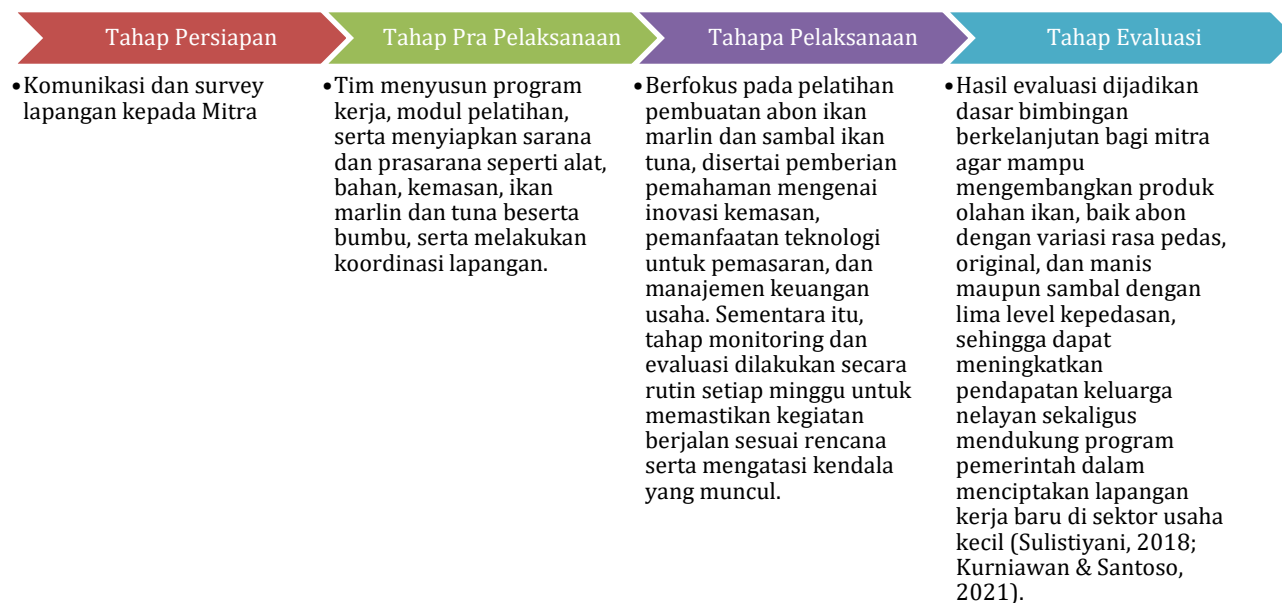 Tahap Persiapan
•Komunikasi dan survey
lapangan kepada Mitra
Tahap Pra Pelaksanaan
•Tim menyusun program
kerja, modul pelatihan,
serta menyiapkan sarana
dan prasarana seperti alat,
bahan, kemasan, ikan
marlin dan tuna beserta
bumbu, serta melakukan
koordinasi lapangan.
Tahapa Pelaksanaan
•Berfokus pada pelatihan
pembuatan abon ikan
marlin dan sambal ikan
tuna, disertai pemberian
pemahaman mengenai
inovasi kemasan,
pemanfaatan teknologi
untuk pemasaran, dan
manajemen keuangan
usaha. Sementara itu,
tahap monitoring dan
evaluasi dilakukan secara
rutin setiap minggu untuk
memastikan kegiatan
berjalan sesuai rencana
serta mengatasi kendala
yang muncul.
Tahap Evaluasi
•Hasil evaluasi dijadikan
dasar bimbingan
berkelanjutan bagi mitra
agar mampu
mengembangkan produk
olahan ikan, baik abon
dengan variasi rasa pedas,
original, dan manis
maupun sambal dengan
lima level kepedasan,
sehingga dapat
meningkatkan
pendapatan keluarga
nelayan sekaligus
mendukung program
pemerintah dalam
menciptakan lapangan
kerja baru di sektor usaha
kecil (Sulistiyani, 2018;
Kurniawan & Santoso,
2021).